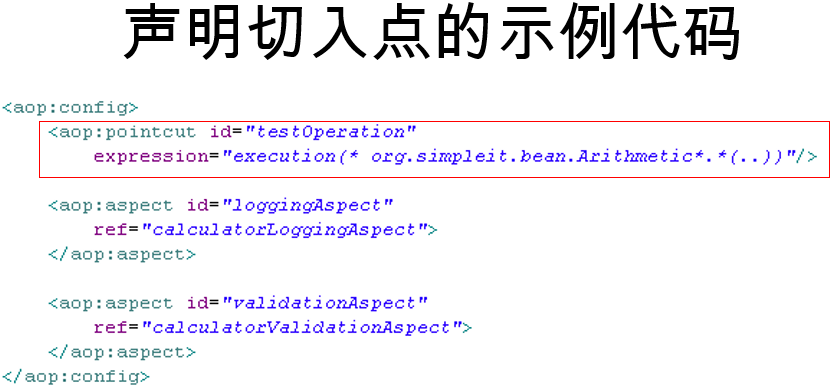 声明切入点的示例代码
<aop:config>
<aop:pointcut id="testOperation"
expression="execution(* org.simpleit.bean.Arithmetic*.*(..))"/>
<aop:aspect id="loggingAspect"
ref="calculatorLoggingAspect">
</aop:aspect>
<aop:aspect id="validationAspect"
ref="calculatorValidationAspect">
</aop:aspect>
</aop:config>